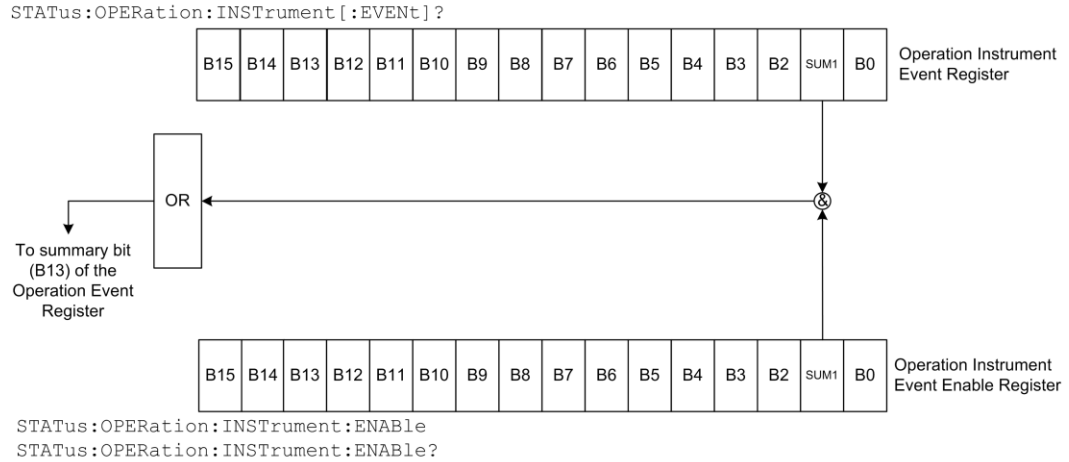 STATus:OPERation:INSTrument[:EVENt]?
B15 B14 B13 B12 B11 B10 B9 B8 B7 B6 B5 B4 B3 B2 SUM1 B0
Operation Instrument
Event Register
OR
&
To summary bit
(B13) of the
Operation Event
Register
B15 B14 B13 B12 B11 B10 B9 B8 B7 B6 B5 B4 B3 B2 SUM1 B0
Operation Instrument
Event Enable Register
STATus:OPERation:INSTrument:ENABle
STATus:OPERation:INSTrument:ENABle?